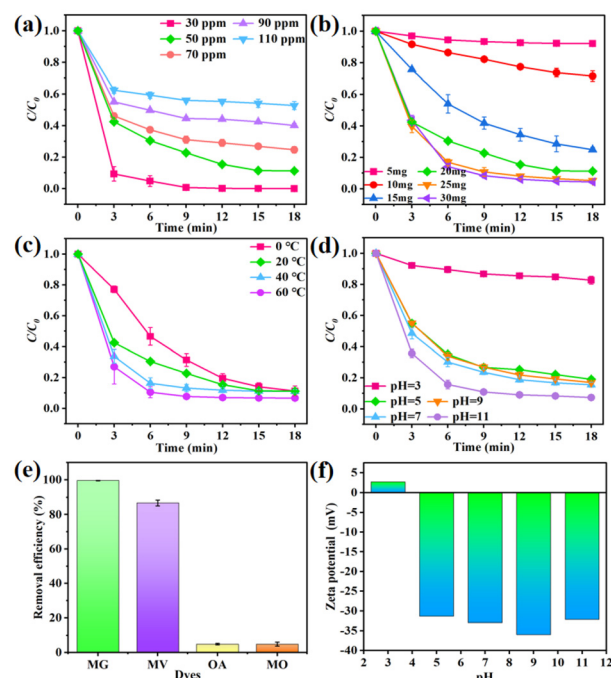 (a)
30 ppm
90 ppm
50 ppm
110 ppm
70 ppm
C/C0
1.0
0.8
0.6
0.4
0.2
0.0
0 3 6 9 12 15 18
Time (min)
(b)
C/C0
1.0
0.8
0.6
0.4
0.2
0.0
5mg
20mg
10mg
25mg
15mg
30mg
0 3 6 9 12 15 18
Time (min)
(c)
0 ℃
20 ℃
40 ℃
60 ℃
C/C0
1.0
0.8
0.6
0.4
0.2
0.0
0 3 6 9 12 15 18
Time (min)
(d)
C/C0
1.0
0.8
0.6
0.4
0.2
0.0
pH=3
pH=5
pH=9
pH=7
pH=11
0 3 6 9 12 15 18
Time (min)
(e)
Removal efficiency (%)
100
80
60
40
20
0
MG MV OA MO
Dyes
(f)
Zeta potential (mV)
5
0
-5
-10
-15
-20
-25
-30
-35
-40
2 3 4 5 6 7 8 9 10 11 12
pH